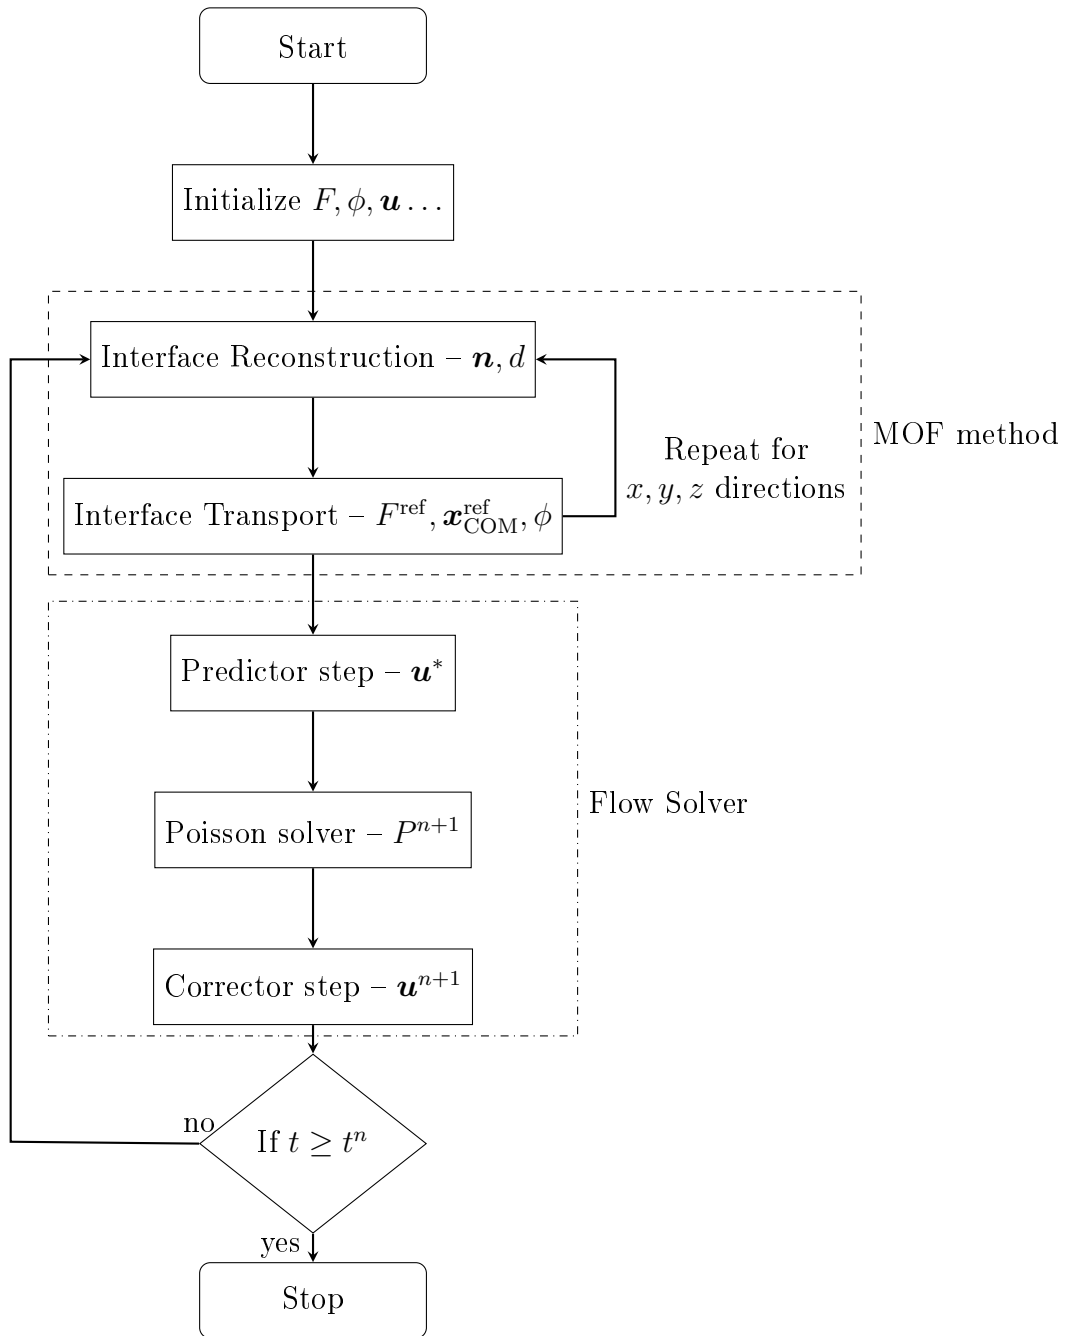 Start
Initialize F, ϕ, u . . .
Interface Reconstruction – n, d
MOF method
Repeat for
x, y, z directions
Interface Transport – F^ref, x^ref_COM, ϕ
Predictor step – u*
Poisson solver – P^{n+1}
Flow Solver
Corrector step – u^{n+1}
no
If t ≥ t^n
yes
Stop